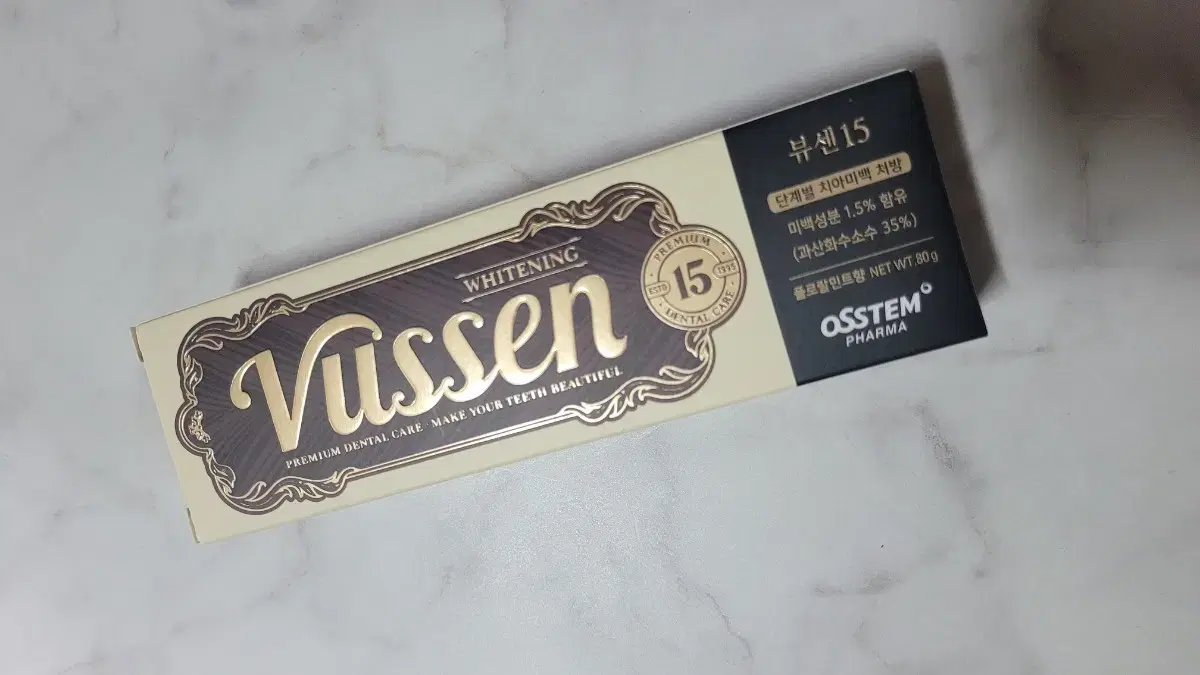 WHITENING
Vussen
PREMIUM DENTAL CARE · MAKE YOUR TEETH BEAUTIFUL
PREMIUM
ESTD 15 1995
DENTAL CARE
뷰센15
단계별 치아미백 처방
미백성분 1.5% 함유
(과산화수소수 35%)
플로랄민트향 NET WT.80g
OSSTEM
PHARMA